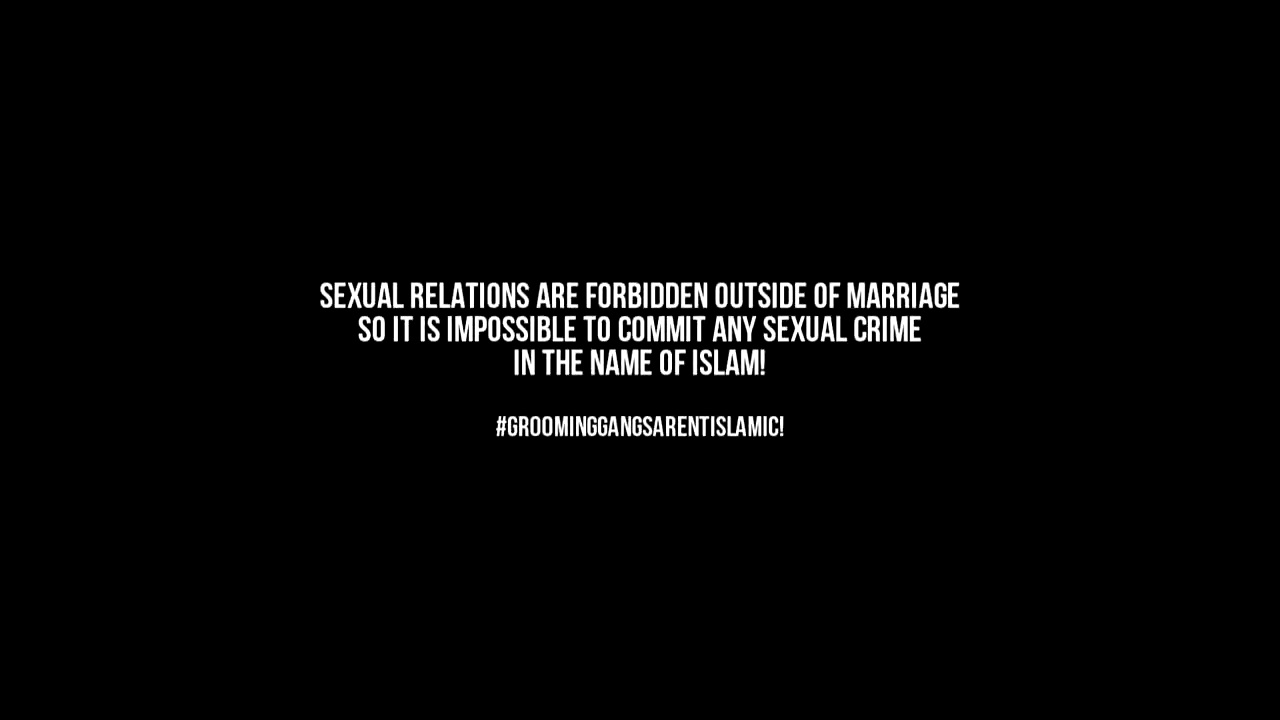 SEXUAL RELATIONS ARE FORBIDDEN OUTSIDE OF MARRIAGE
SO IT IS IMPOSSIBLE TO COMMIT ANY SEXUAL CRIME
IN THE NAME OF ISLAM!
#GROOMINGGANGSARENTISLAMIC!